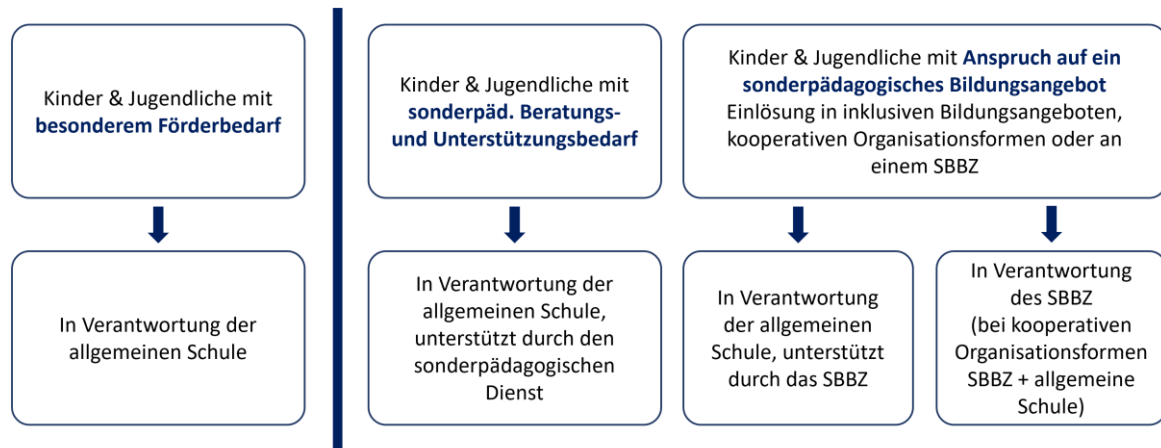 Kinder & Jugendliche mit
besonderem Förderbedarf
Kinder & Jugendliche mit
sonderpäd. Beratungs-
und Unterstützungsbedarf
Kinder & Jugendliche mit Anspruch auf ein
sonderpädagogisches Bildungsangebot
Einlösung in inklusiven Bildungsangeboten,
kooperativen Organisationsformen oder an
einem SBBZ
In Verantwortung der
allgemeinen Schule
In Verantwortung der
allgemeinen Schule,
unterstützt durch den
sonderpädagogischen
Dienst
In Verantwortung
der allgemeinen
Schule, unterstützt
durch das SBBZ
In Verantwortung
des SBBZ
(bei kooperativen
Organisationsformen
SBBZ + allgemeine
Schule)